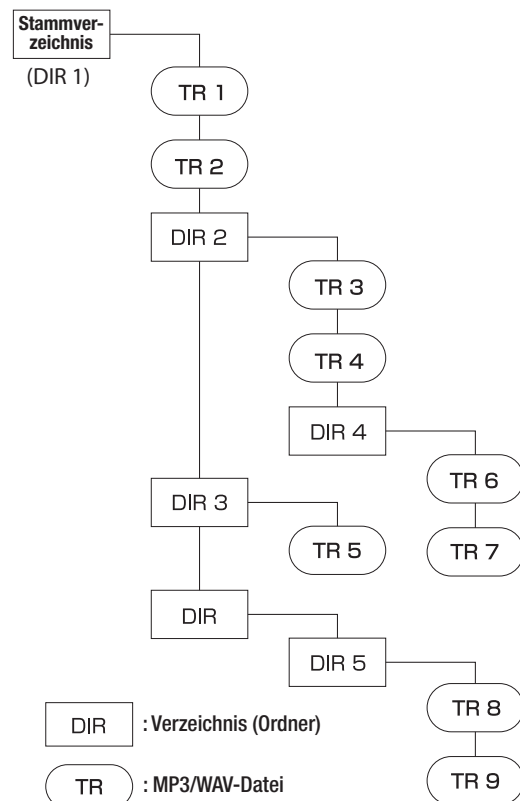 Stammver-
zeichnis
(DIR 1)
TR 1
TR 2
DIR 2
TR 3
TR 4
DIR 4
TR 6
TR 7
DIR 3
TR 5
DIR
DIR 5
TR 8
TR 9
DIR : Verzeichnis (Ordner)
TR : MP3/WAV-Datei